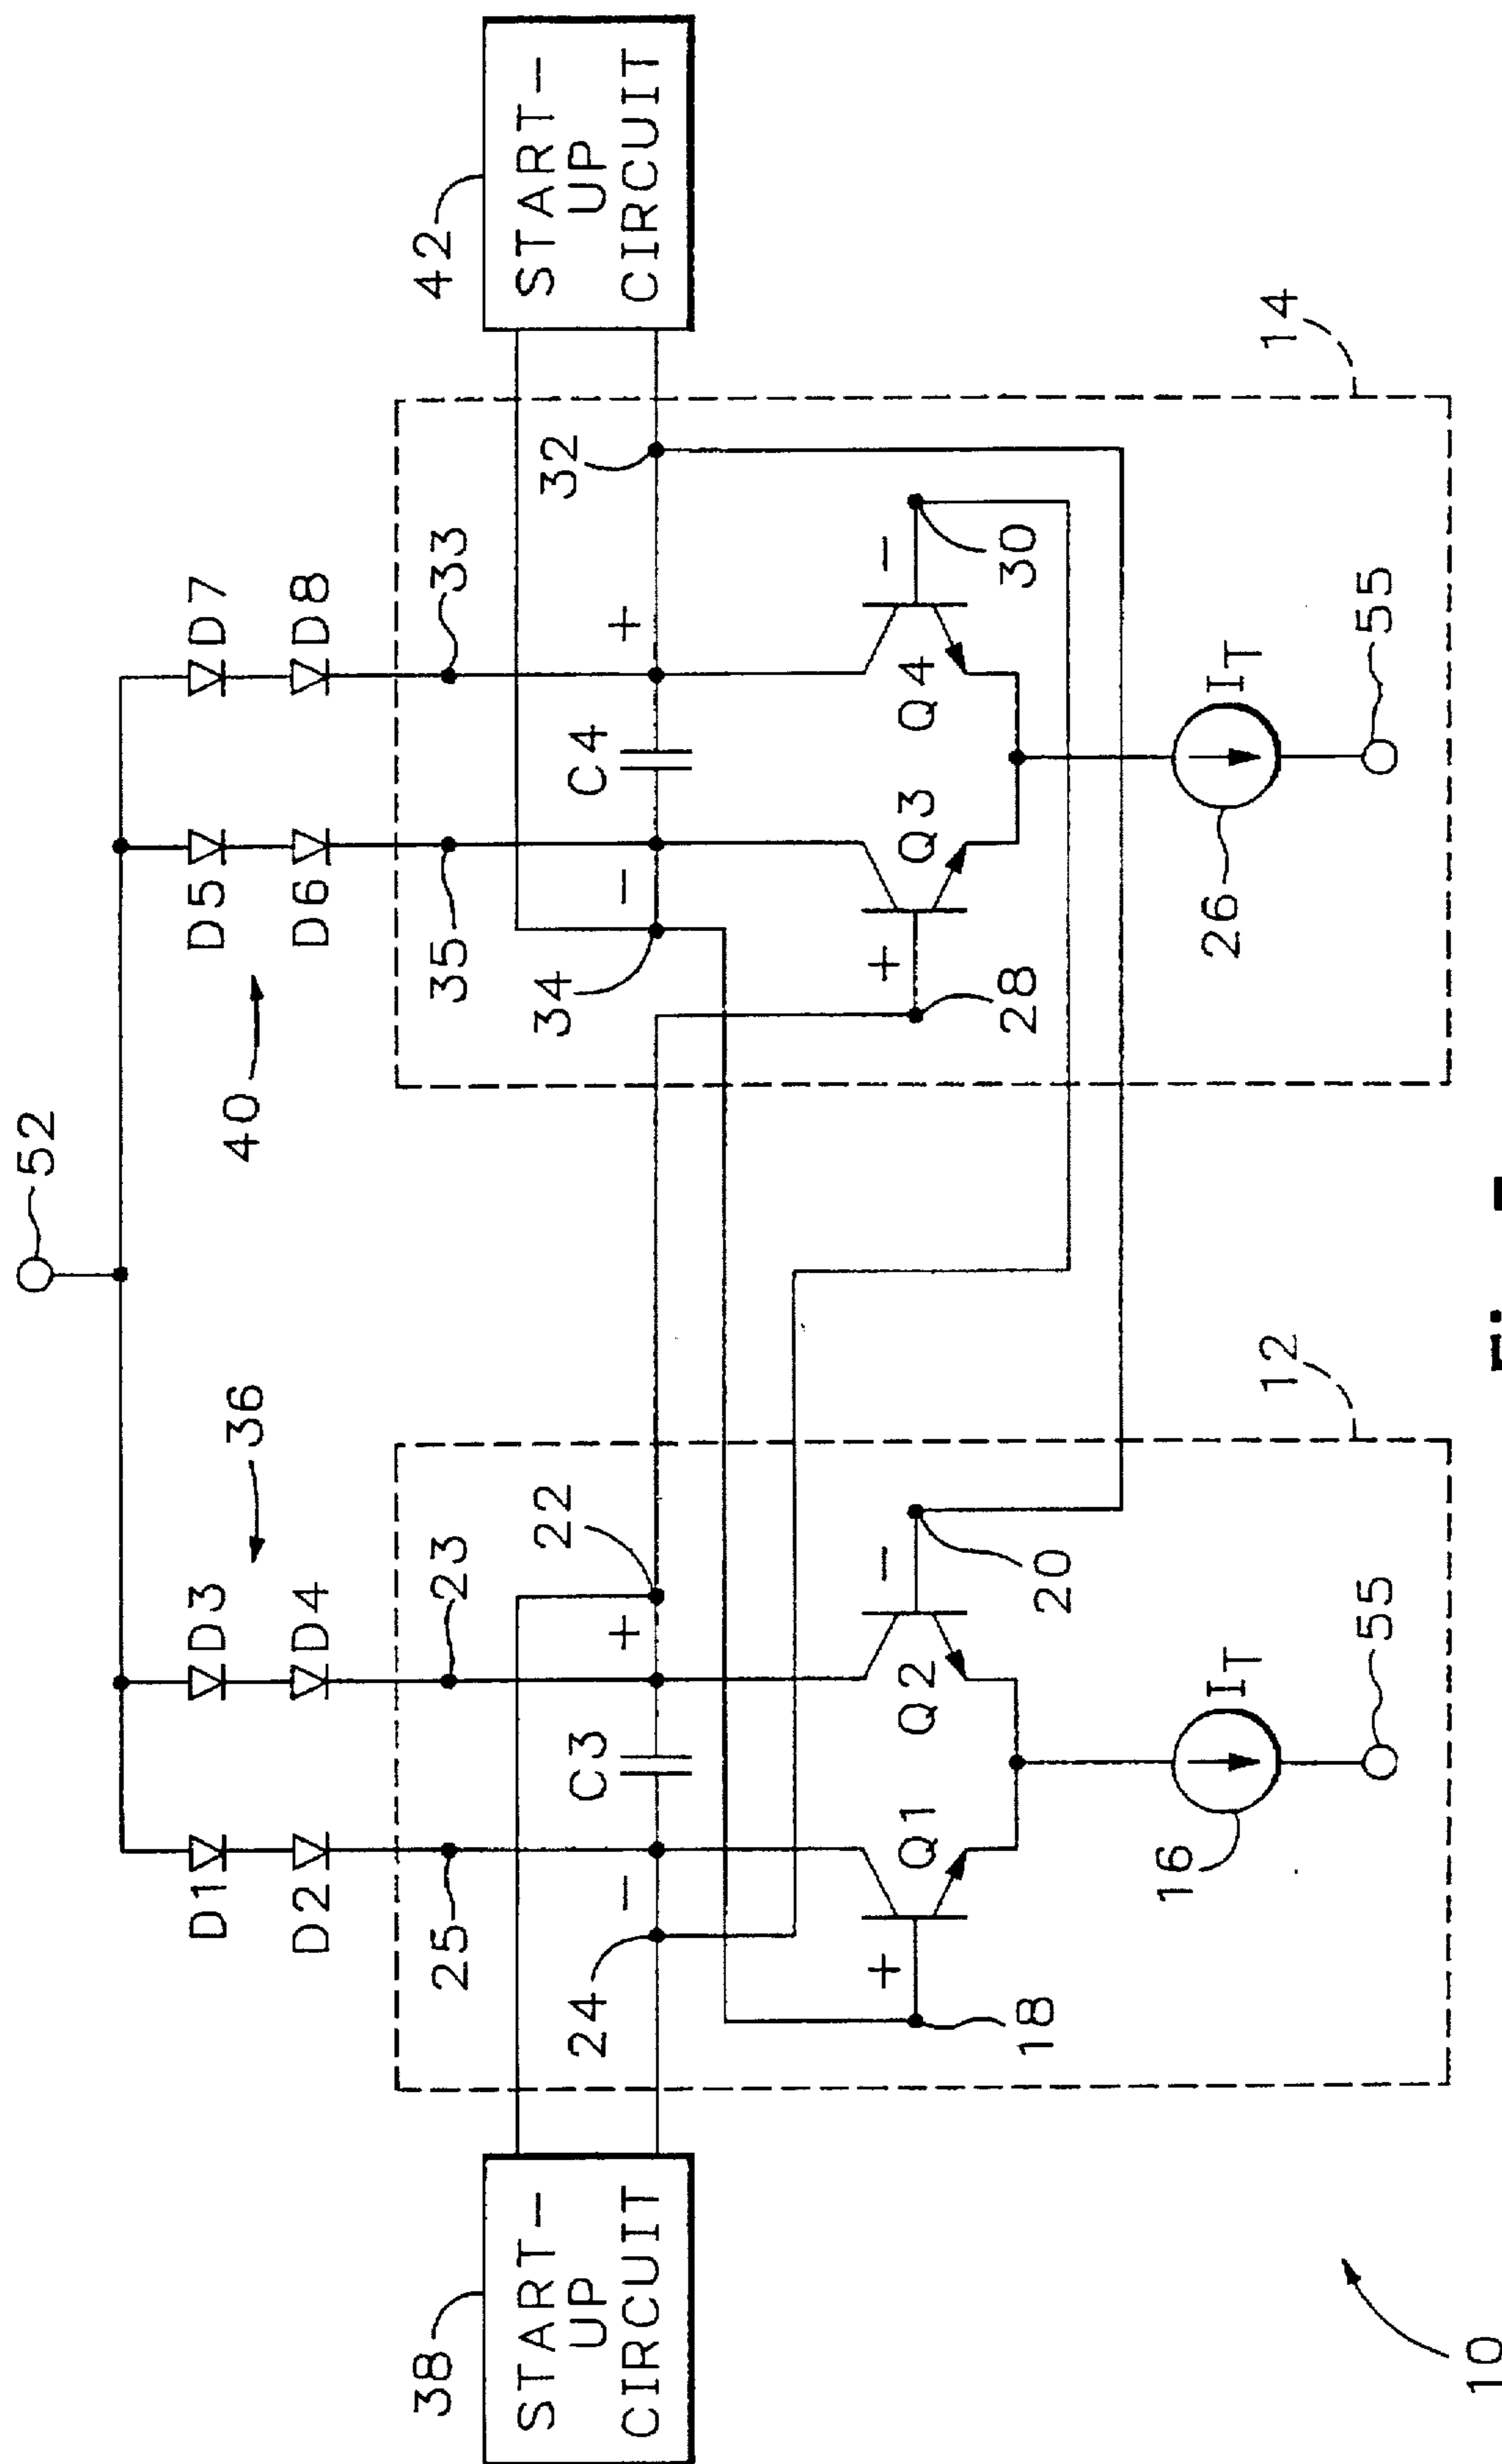 52
36
40
D1
D3
D5
D7
D2
D4
D6
D8
38
START-
UP
CIRCUIT
42
START-
UP
CIRCUIT
25
23
35
33
24
22
34
32
-
+
-
+
C3
C4
+
Q1
Q2
-
+
Q3
Q4
-
18
20
28
30
16
IT
26
IT
55
55
12
14
10